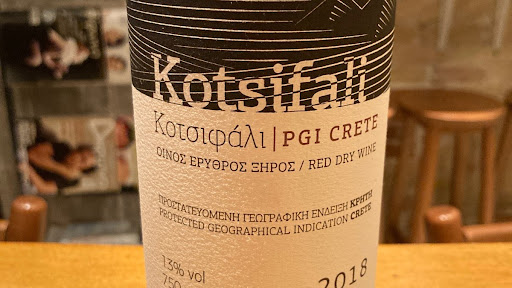 Kotsifali
Κοτσιφάλι | PGI CRETE
ΟΙΝΟΣ ΕΡΥΘΡΟΣ ΞΗΡΟΣ / RED DRY WINE
ΠΡΟΣΤΑΤΕΥΟΜΕΝΗ ΓΕΩΓΡΑΦΙΚΗ ΕΝΔΕΙΞΗ ΚΡΗΤΗ
PROTECTED GEOGRAPHICAL INDICATION CRETE
13% vol
750
2018